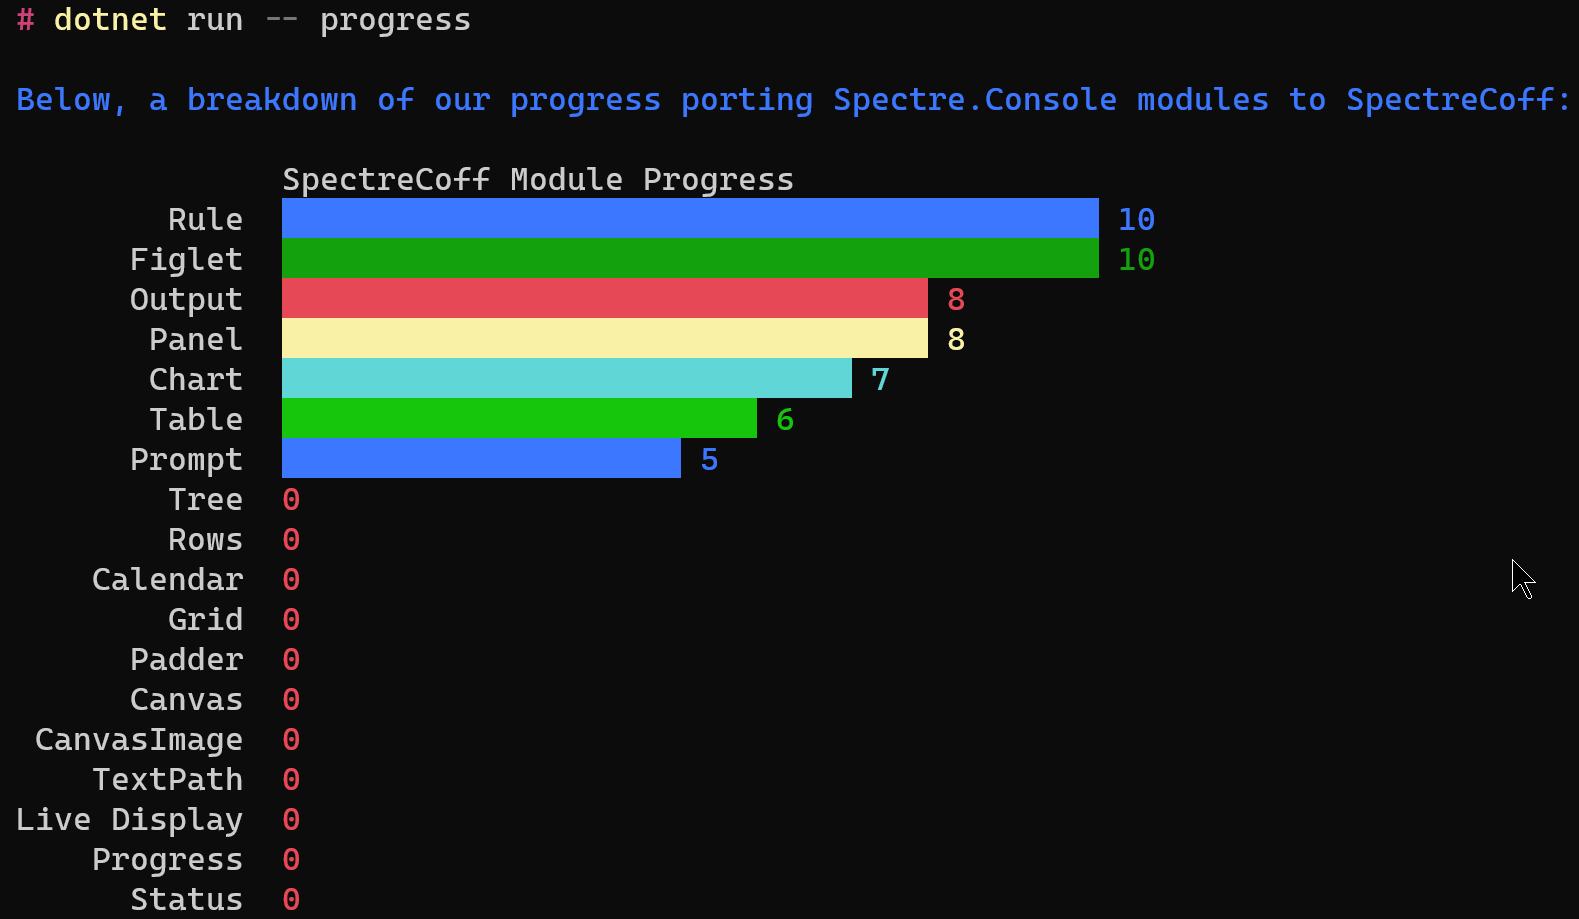 # dotnet run -- progress
Below, a breakdown of our progress porting Spectre.Console modules to SpectreCoff:
SpectreCoff Module Progress
Rule 10
Figlet 10
Output 8
Panel 8
Chart 7
Table 6
Prompt 5
Tree 0
Rows 0
Calendar 0
Grid 0
Padder 0
Canvas 0
CanvasImage 0
TextPath 0
Live Display 0
Progress 0
Status 0